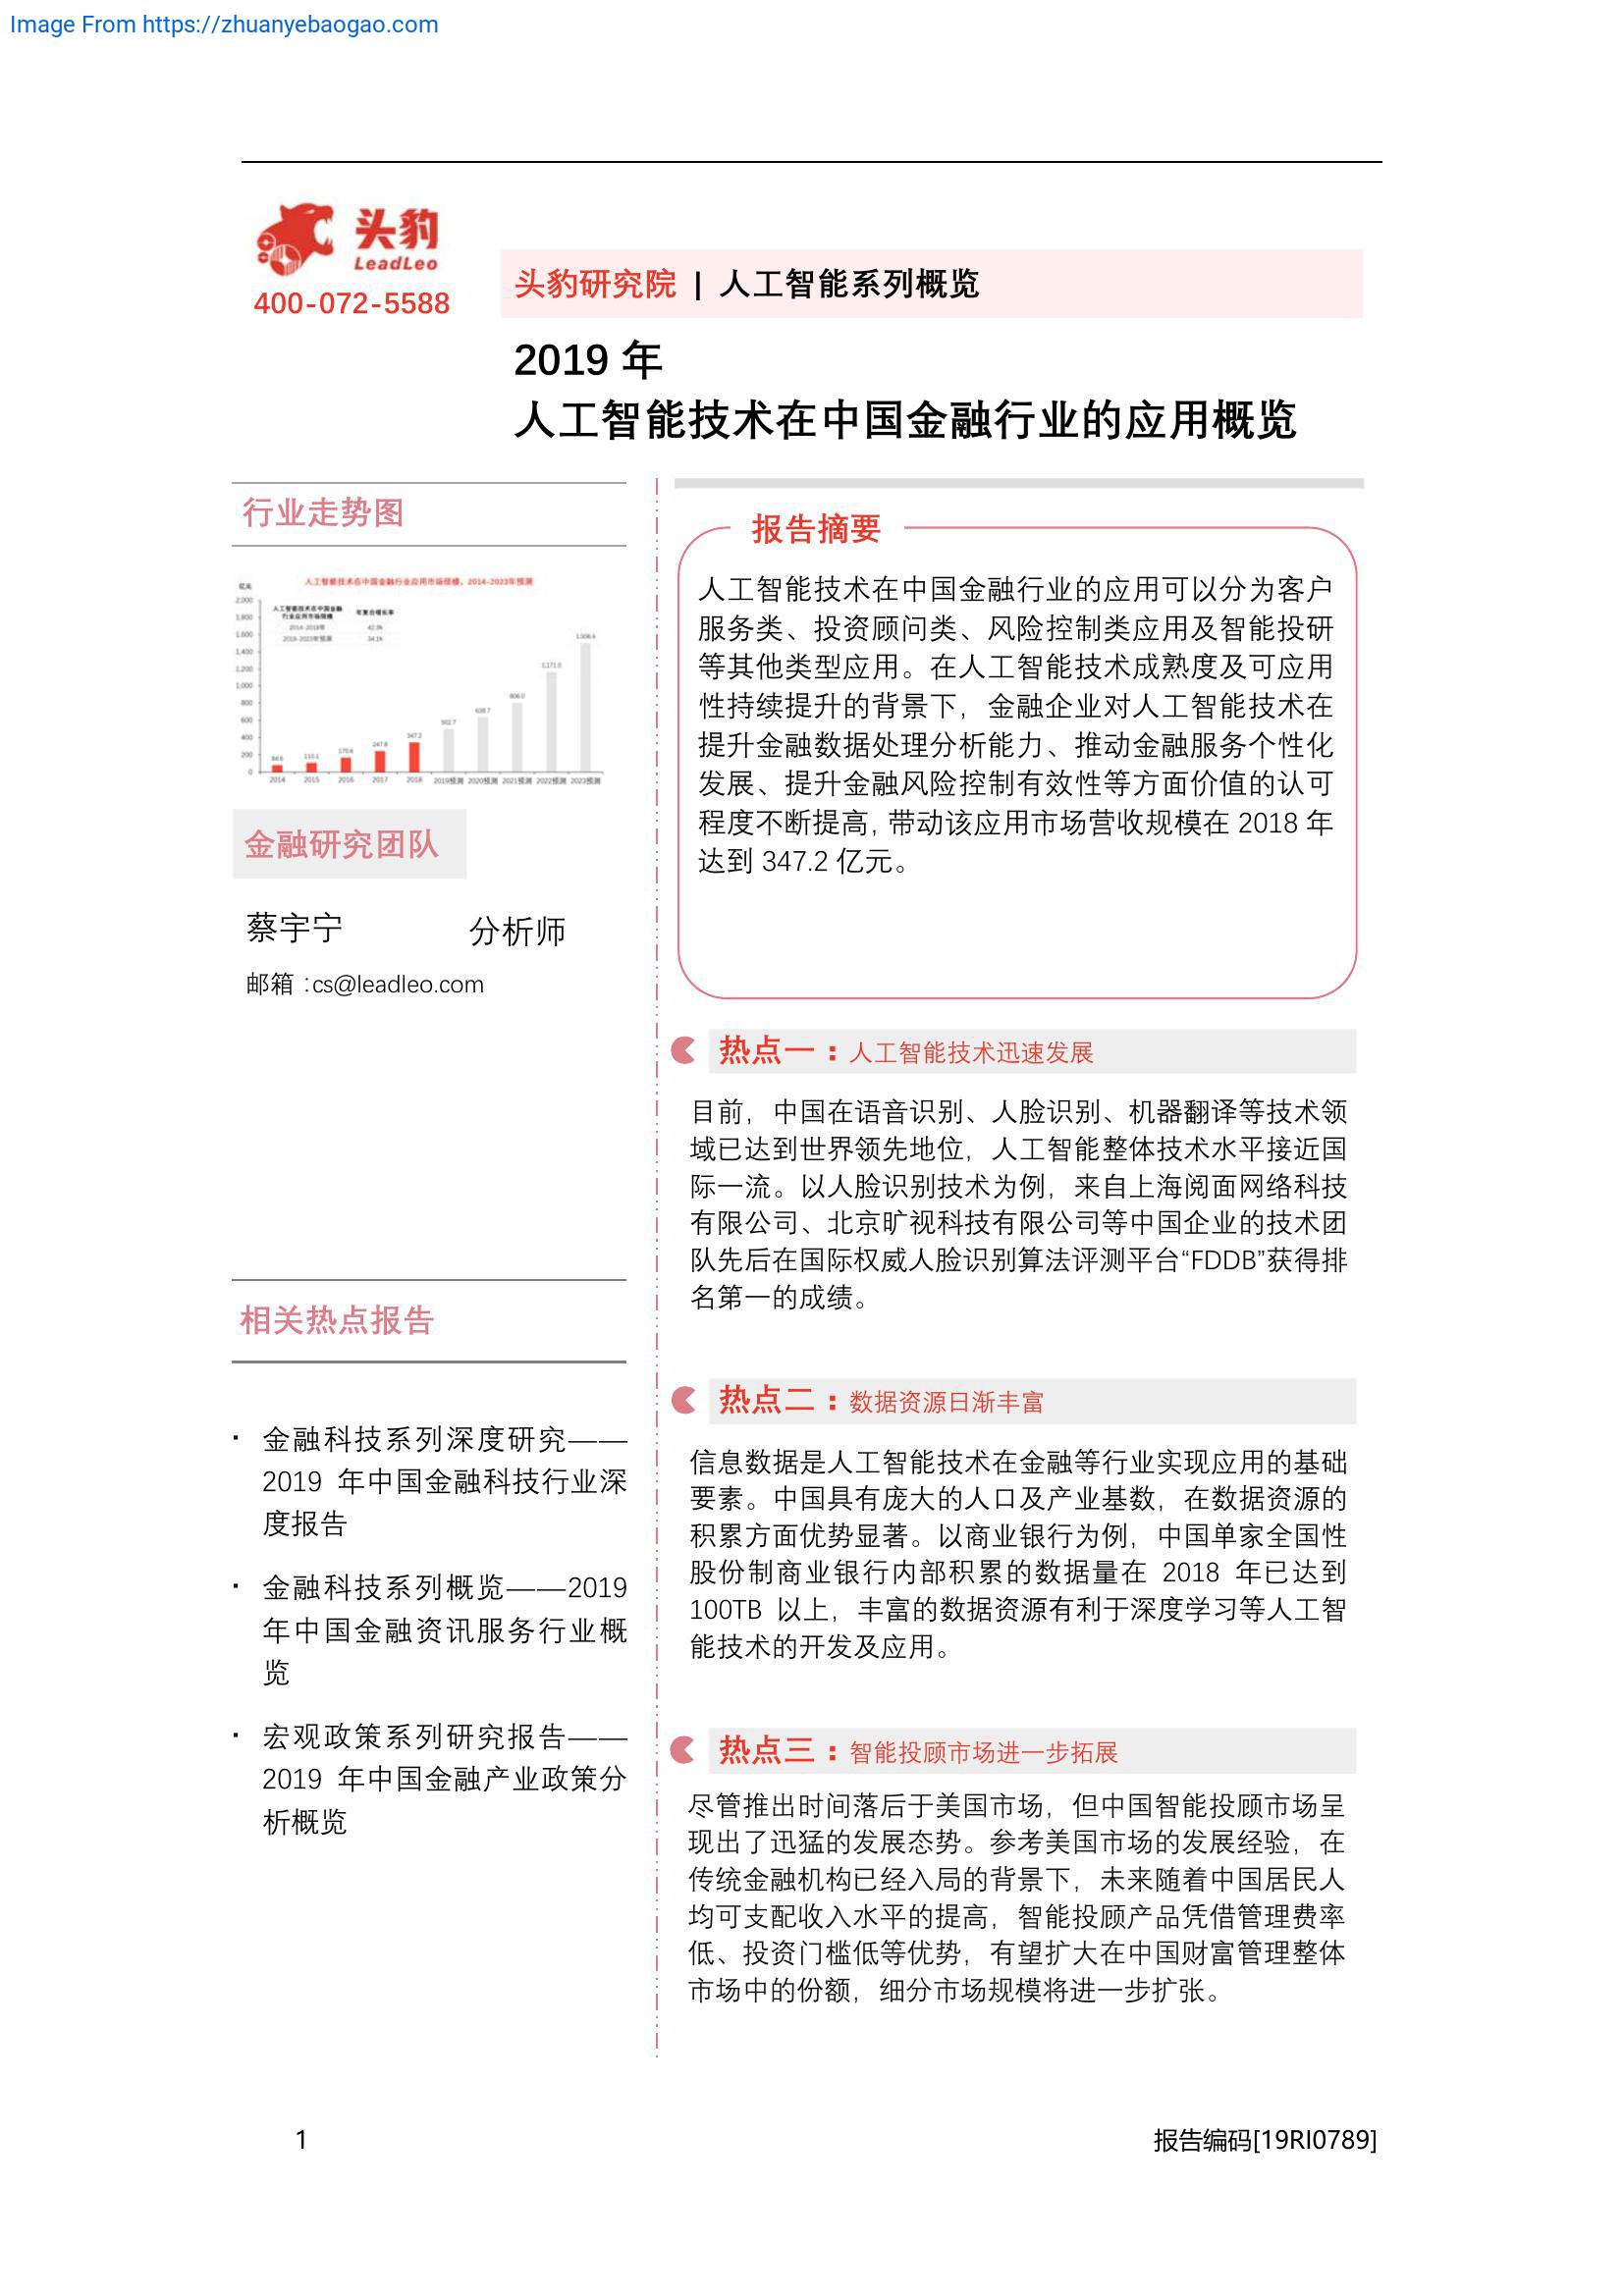 Image From https://zhuanyebaogao.com
头豹
LeadLeo
400-072-5588
头豹研究院 | 人工智能系列概览
2019 年
人工智能技术在中国金融行业的应用概览
行业走势图
人工智能技术在中国金融行业应用市场规模，2014-2023年预测
亿元
人工智能技术在中国金融
行业应用市场规模
年复合增长率
2014-2018年
42.3%
2018-2023年预测
34.1%
2,000
1,800
1,600
1,400
1,200
1,000
800
600
400
200
0
84.6
110.1
170.6
247.8
347.2
502.7
638.7
808.0
1,171.0
1,508.4
2014
2015
2016
2017
2018
2019预测
2020预测
2021预测
2022预测
2023预测
金融研究团队
蔡宇宁 分析师
邮箱：cs@leadleo.com
相关热点报告
· 金融科技系列深度研究——
2019 年中国金融科技行业深
度报告
· 金融科技系列概览——2019
年中国金融资讯服务行业概
览
· 宏观政策系列研究报告——
2019 年中国金融产业政策分
析概览
报告摘要
人工智能技术在中国金融行业的应用可以分为客户
服务类、投资顾问类、风险控制类应用及智能投研
等其他类型应用。在人工智能技术成熟度及可应用
性持续提升的背景下，金融企业对人工智能技术在
提升金融数据处理分析能力、推动金融服务个性化
发展、提升金融风险控制有效性等方面价值的认可
程度不断提高，带动该应用市场营收规模在 2018 年
达到 347.2 亿元。
热点一：人工智能技术迅速发展
目前，中国在语音识别、人脸识别、机器翻译等技术领
域已达到世界领先地位，人工智能整体技术水平接近国
际一流。以人脸识别技术为例，来自上海阅面网络科技
有限公司、北京旷视科技有限公司等中国企业的技术团
队先后在国际权威人脸识别算法评测平台“FDDB”获得排
名第一的成绩。
热点二：数据资源日渐丰富
信息数据是人工智能技术在金融等行业实现应用的基础
要素。中国具有庞大的人口及产业基数，在数据资源的
积累方面优势显著。以商业银行为例，中国单家全国性
股份制商业银行内部积累的数据量在 2018 年已达到
100TB 以上，丰富的数据资源有利于深度学习等人工智
能技术的开发及应用。
热点三：智能投顾市场进一步拓展
尽管推出时间落后于美国市场，但中国智能投顾市场呈
现出了迅猛的发展态势。参考美国市场的发展经验，在
传统金融机构已经入局的背景下，未来随着中国居民人
均可支配收入水平的提高，智能投顾产品凭借管理费率
低、投资门槛低等优势，有望扩大在中国财富管理整体
市场中的份额，细分市场规模将进一步扩张。
1
报告编码[19RI0789]